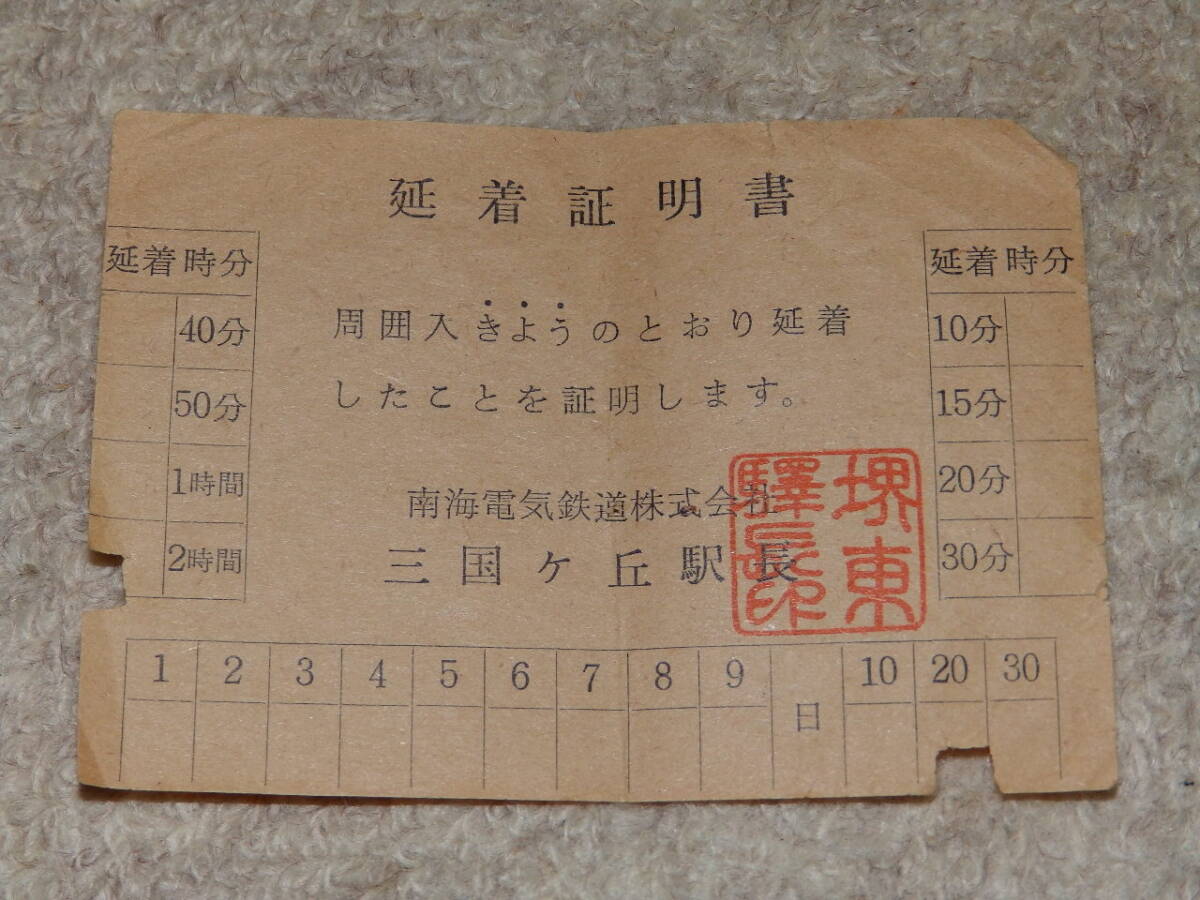 延着証明書
延着時分
40分
50分
1時間
2時間
周囲入きようのとおり延着
したことを証明します。
南海電気鉄道株式会社
三国ヶ丘駅長
堺東
驛長印
延着時分
10分
15分
20分
30分
1 2 3 4 5 6 7 8 9 日 10 20 30